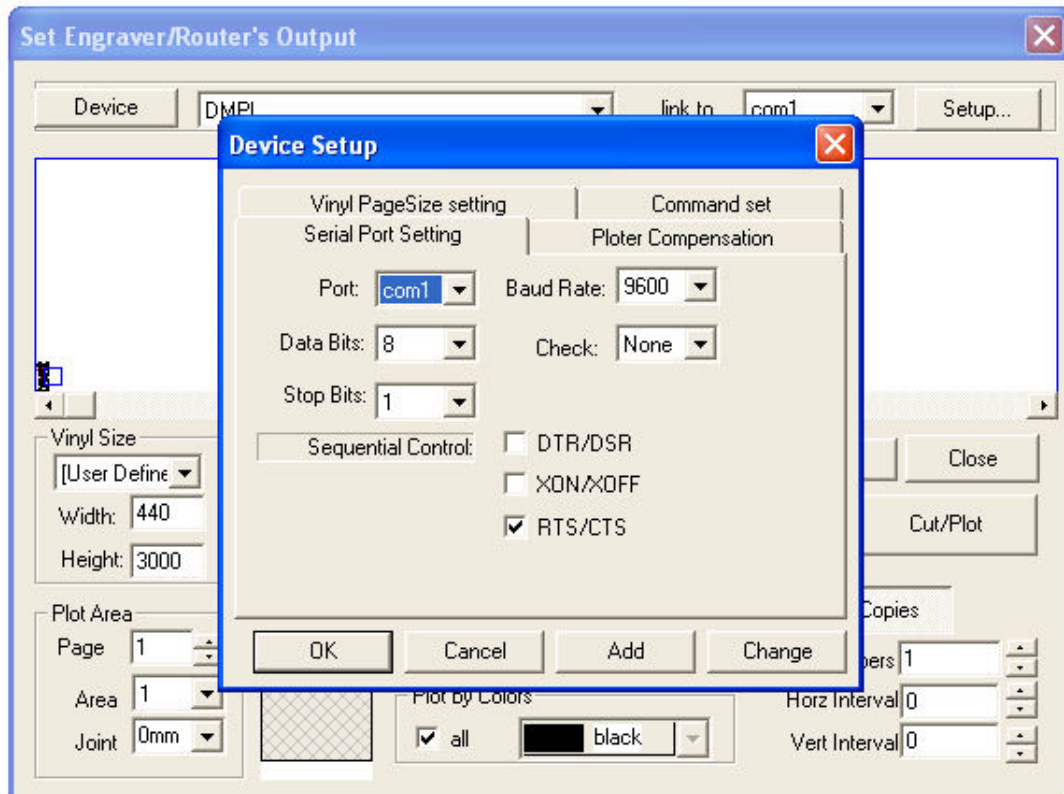 Set Engraver/Router's Output
Device DMPL link to com1 Setup...
Device Setup
Vinyl PageSize setting Command set
Serial Port Setting Ploter Compensation
Port: com1 Baud Rate: 9600
Data Bits: 8 Check: None
Stop Bits: 1
Sequential Control: DTR/DSR
XON/XOFF
RTS/CTS
OK Cancel Add Change
Vinyl Size
[User Define
Width: 440
Height: 3000
Close
Cut/Plot
Plot Area
Page 1
Area 1
Joint 0mm
Plot by Colors
all black
Copies
bers 1
Horz Interval 0
Vert Interval 0